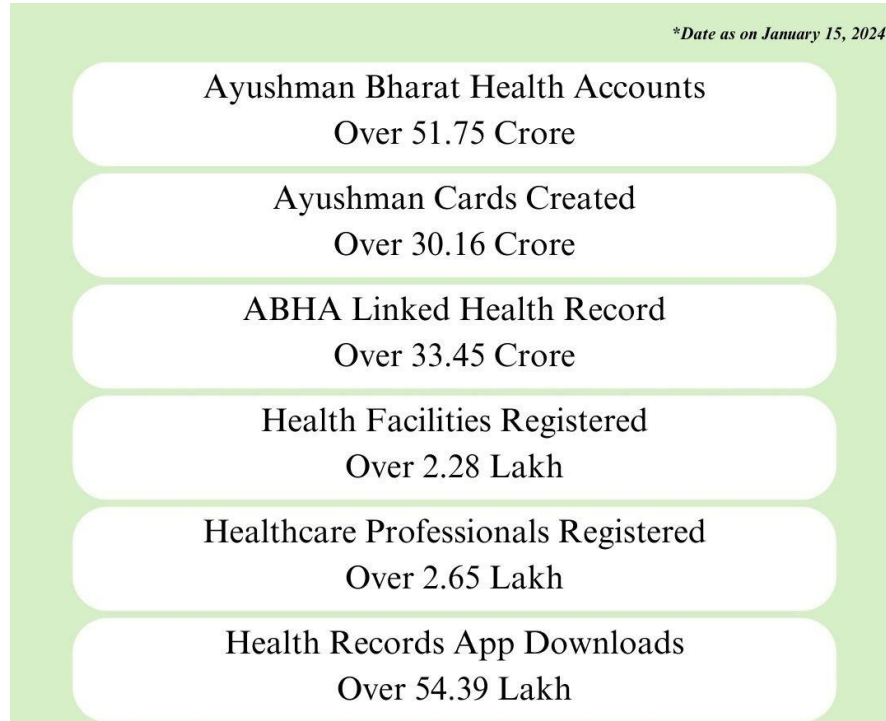 *Date as on January 15, 2024
Ayushman Bharat Health Accounts
Over 51.75 Crore
Ayushman Cards Created
Over 30.16 Crore
ABHA Linked Health Record
Over 33.45 Crore
Health Facilities Registered
Over 2.28 Lakh
Healthcare Professionals Registered
Over 2.65 Lakh
Health Records App Downloads
Over 54.39 Lakh